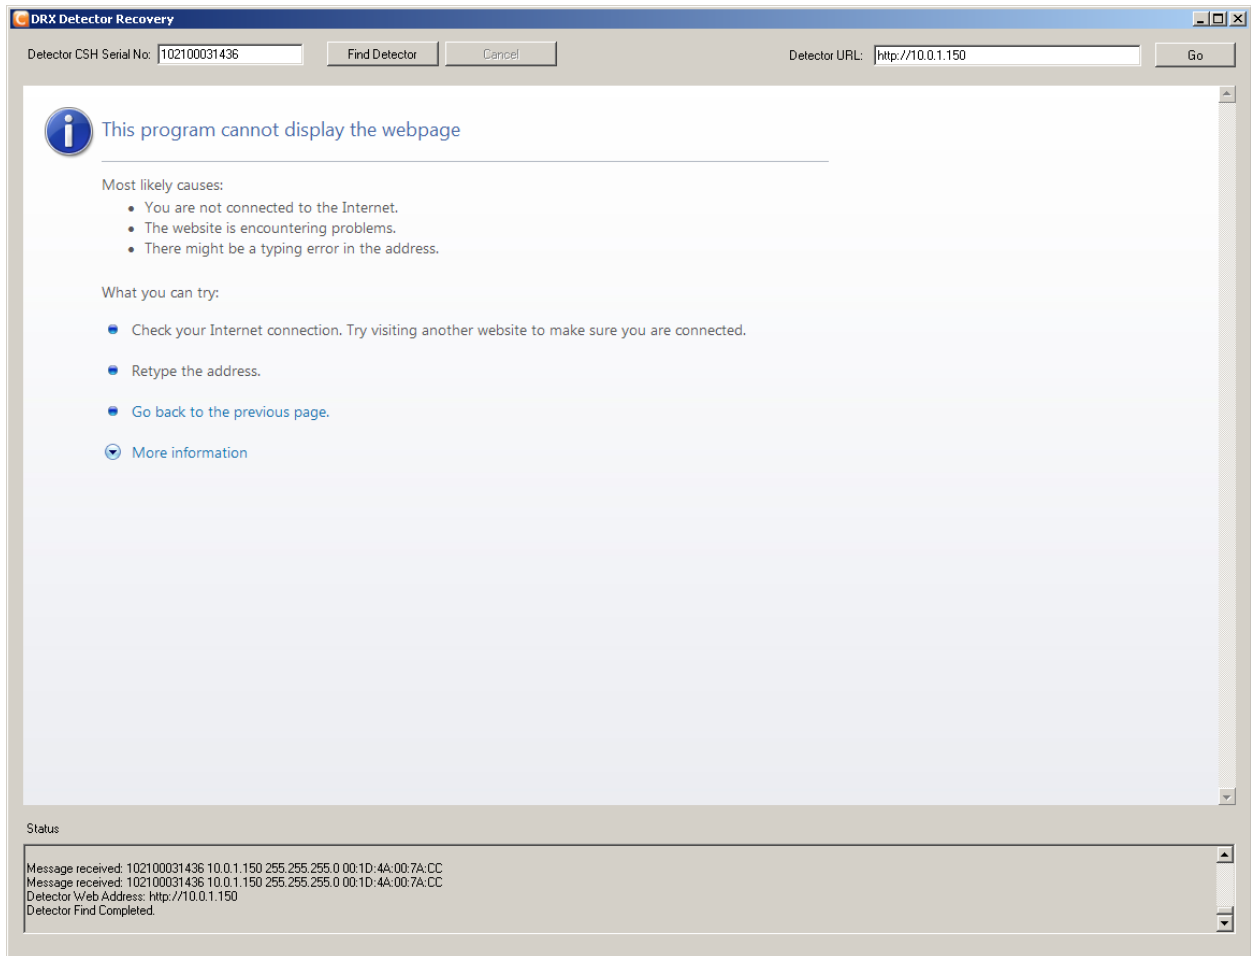 DRX Detector Recovery
Detector CSH Serial No: 102100031436 Find Detector Cancel Detector URL: http://10.0.1.150 Go
This program cannot display the webpage
Most likely causes:
• You are not connected to the Internet.
• The website is encountering problems.
• There might be a typing error in the address.
What you can try:
Check your Internet connection. Try visiting another website to make sure you are connected.
Retype the address.
Go back to the previous page.
More information
Status
Message received: 102100031436 10.0.1.150 255.255.255.0 00:1D:4A:00:7A:CC
Message received: 102100031436 10.0.1.150 255.255.255.0 00:1D:4A:00:7A:CC
Detector Web Address: http://10.0.1.150
Detector Find Completed.